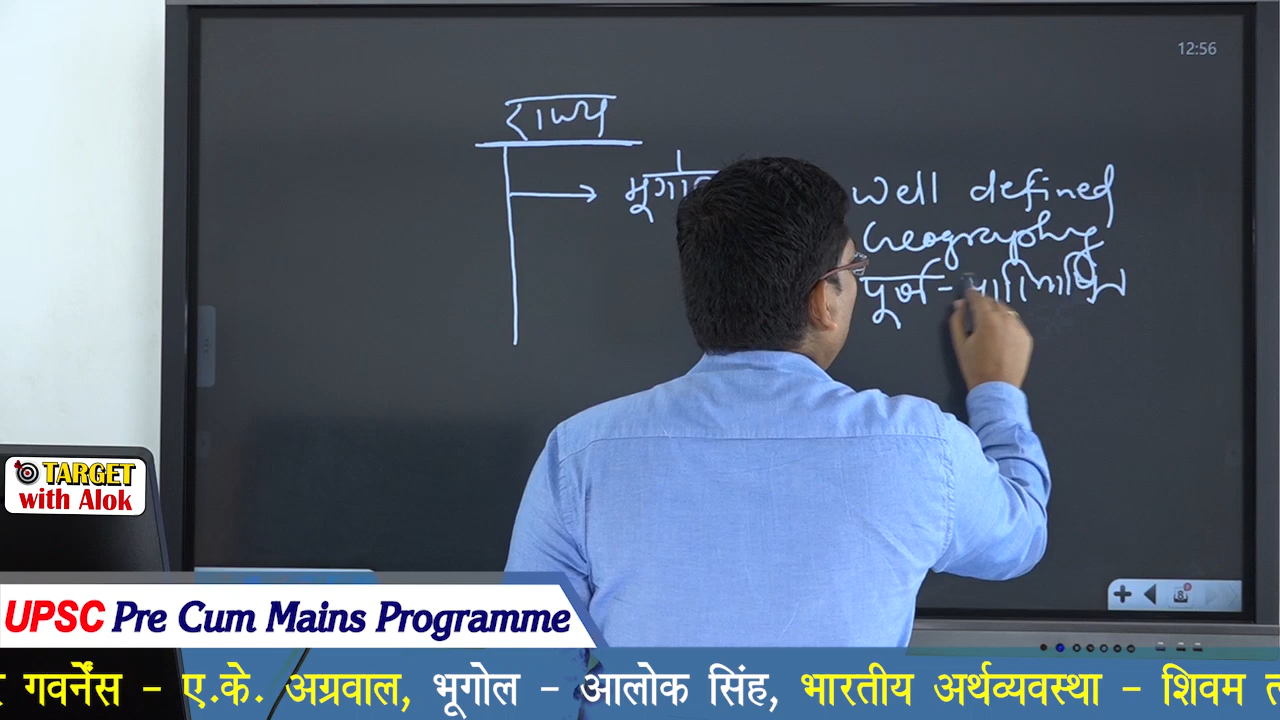 12:56
राज्य
Well defined
Geography
पूर्ण - परिभाषित
TARGET
with Alok
UPSC Pre Cum Mains Programme
गवर्नेंस - ए.के. अग्रवाल, भूगोल - आलोक सिंह, भारतीय अर्थव्यवस्था - शिवम